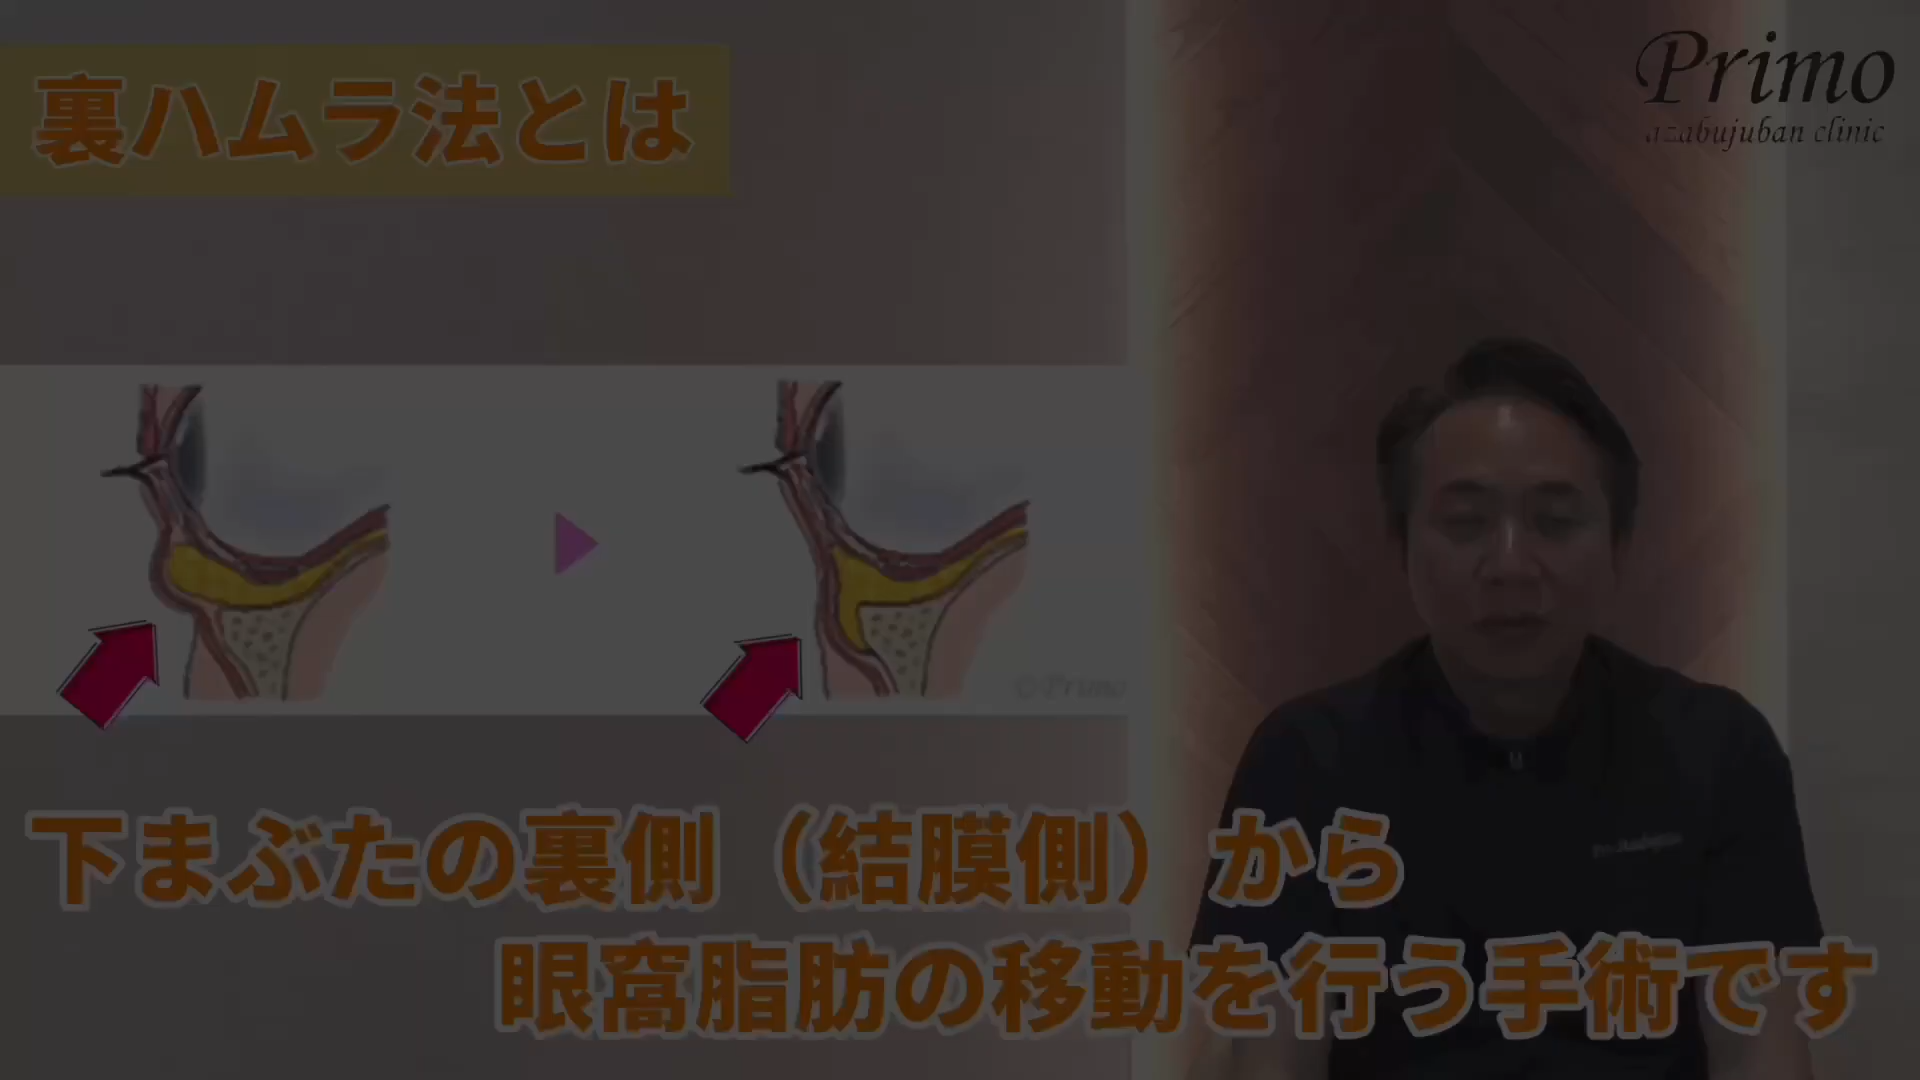 裏ハムラ法とは
Primo
azabujuban clinic
© Primo
下まぶたの裏側（結膜側）から
眼窩脂肪の移動を行う手術です